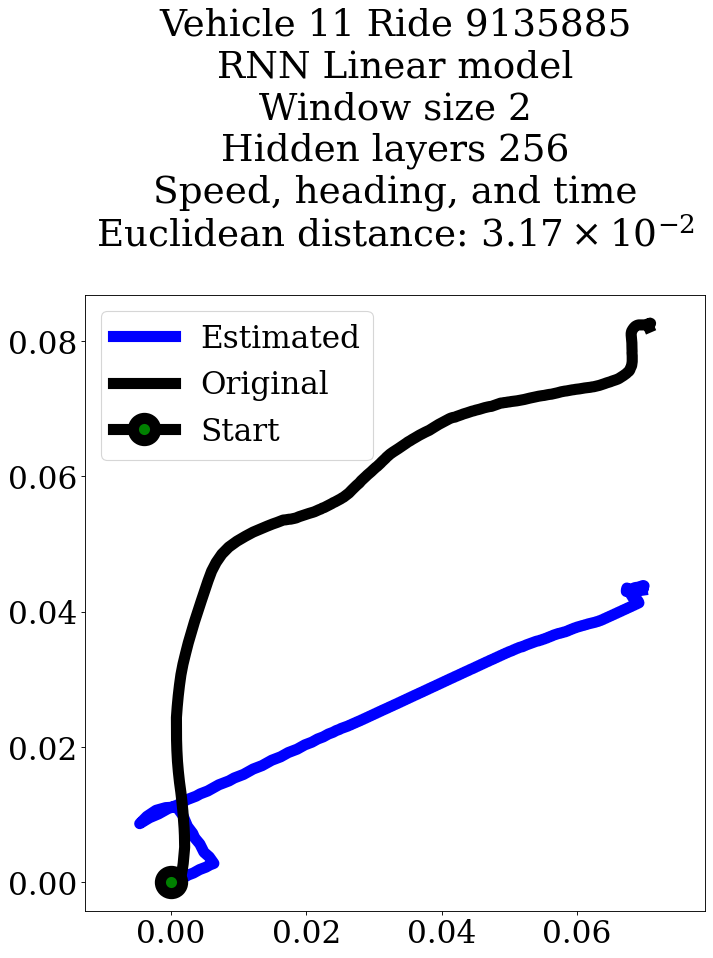 Vehicle 11 Ride 9135885
RNN Linear model
Window size 2
Hidden layers 256
Speed, heading, and time
Euclidean distance: 3.17 × 10⁻²
Estimated
Original
Start
0.08
0.06
0.04
0.02
0.00
0.00 0.02 0.04 0.06